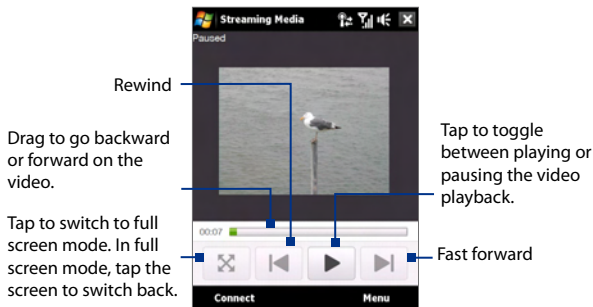 Streaming Media
Paused
Rewind
Drag to go backward
or forward on the
video.
Tap to switch to full
screen mode. In full
screen mode, tap the
screen to switch back.
Tap to toggle
between playing or
pausing the video
playback.
00:07
Fast forward
Connect
Menu